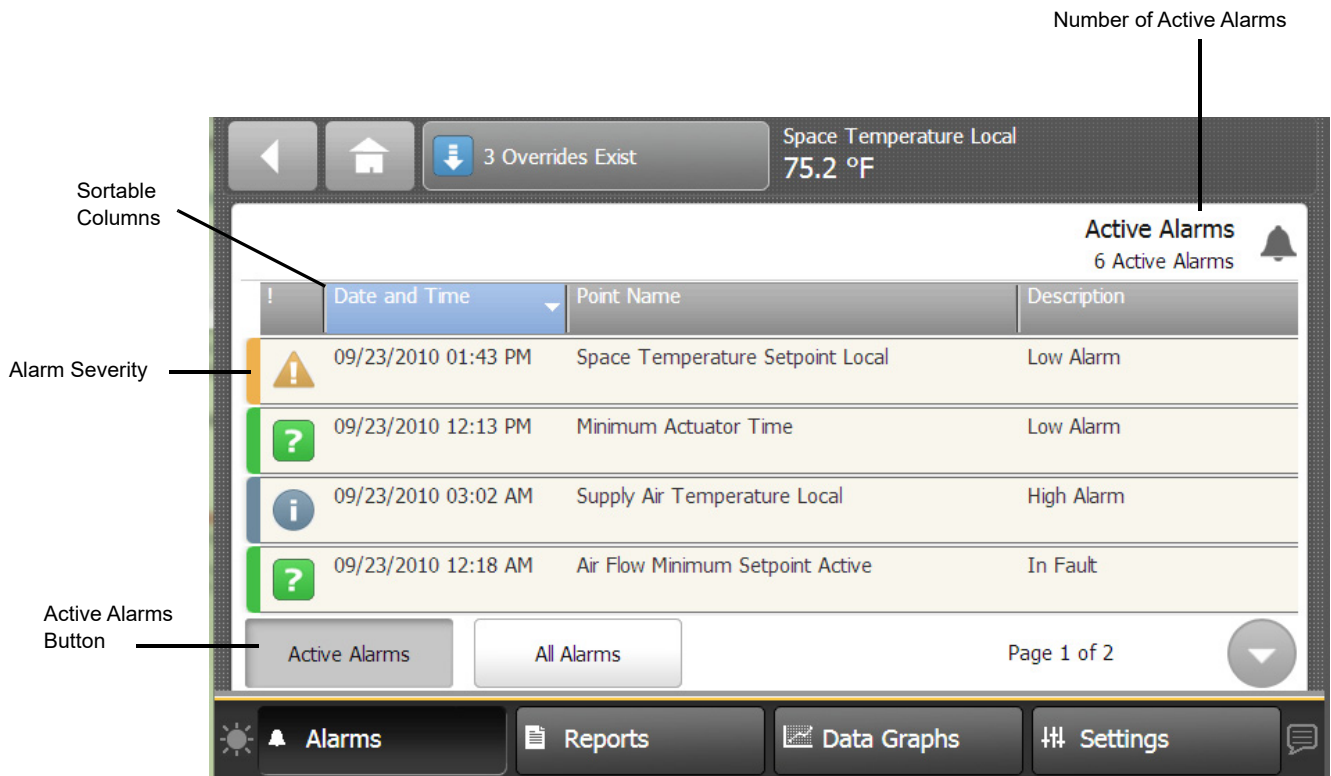 Number of Active Alarms
3 Overrides Exist
Space Temperature Local
75.2 °F
Sortable
Columns
Active Alarms
6 Active Alarms
! Date and Time Point Name Description
Alarm Severity
09/23/2010 01:43 PM Space Temperature Setpoint Local Low Alarm
? 09/23/2010 12:13 PM Minimum Actuator Time Low Alarm
i 09/23/2010 03:02 AM Supply Air Temperature Local High Alarm
? 09/23/2010 12:18 AM Air Flow Minimum Setpoint Active In Fault
Active Alarms
Button
Active Alarms All Alarms Page 1 of 2
Alarms Reports Data Graphs Settings